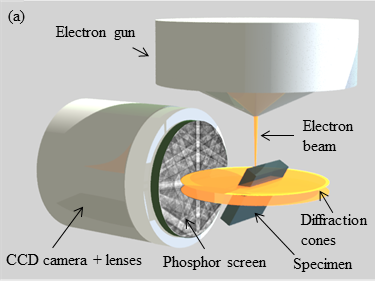 (a)
Electron gun
Electron
beam
Diffraction
cones
CCD camera + lenses
Phosphor screen
Specimen